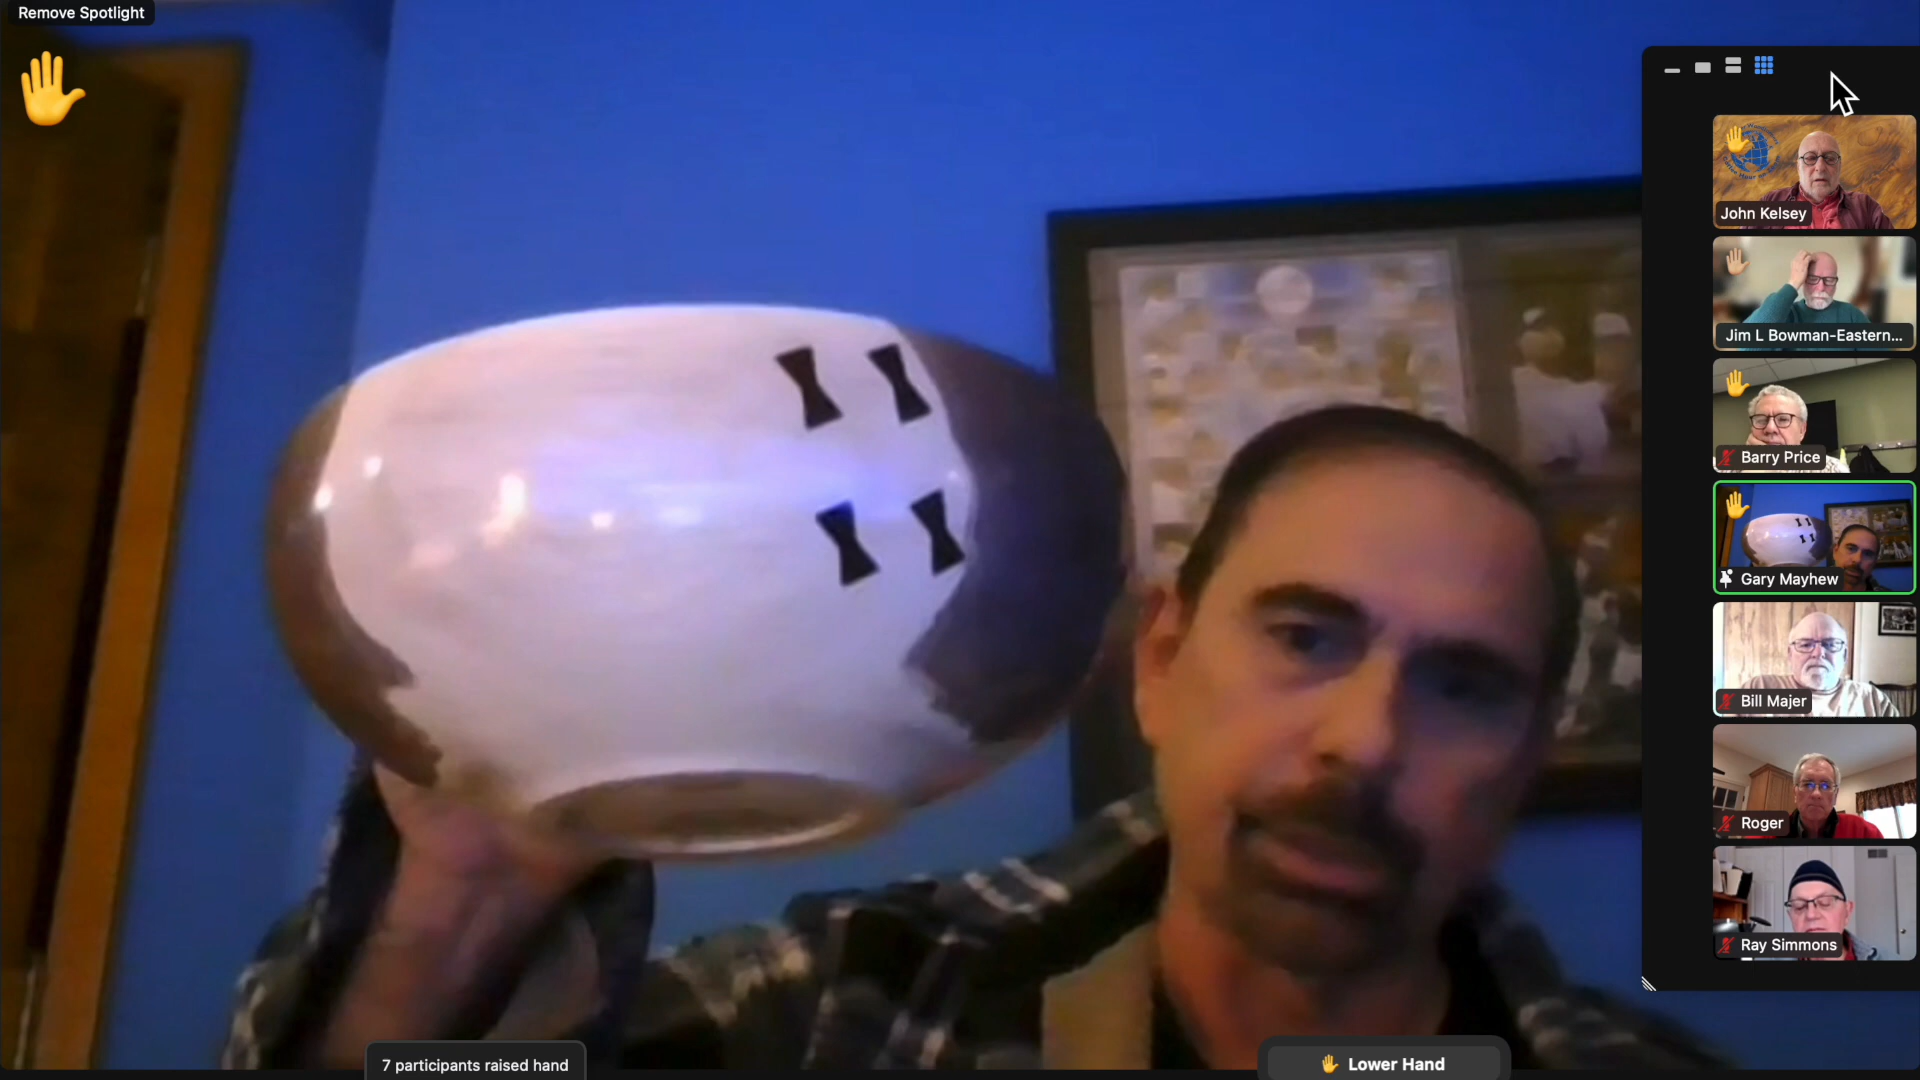 Remove Spotlight
John Kelsey
Jim L Bowman-Eastern...
Barry Price
Gary Mayhew
Bill Majer
Roger
Ray Simmons
7 participants raised hand
Lower Hand